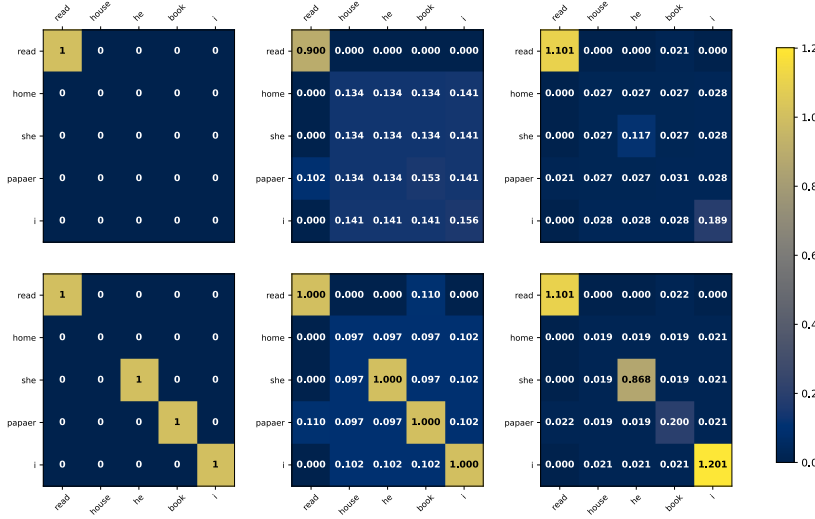 read house he book i read house he book i read house he book i
read 1 0 0 0 0 read 0.900 0.000 0.000 0.000 0.000 read 1.101 0.000 0.000 0.021 0.000 1.2
home 0 0 0 0 0 home 0.000 0.134 0.134 0.134 0.141 home 0.000 0.027 0.027 0.027 0.028 1.0
she 0 0 0 0 0 she 0.000 0.134 0.134 0.134 0.141 she 0.000 0.027 0.117 0.027 0.028
papaer 0 0 0 0 0 papaer 0.102 0.134 0.134 0.153 0.141 papaer 0.021 0.027 0.027 0.031 0.028 0.8
i 0 0 0 0 0 i 0.000 0.141 0.141 0.141 0.156 i 0.000 0.028 0.028 0.028 0.189 0.6
read 1 0 0 0 0 read 1.000 0.000 0.000 0.110 0.000 read 1.101 0.000 0.000 0.022 0.000 0.4
home 0 0 0 0 0 home 0.000 0.097 0.097 0.097 0.102 home 0.000 0.019 0.019 0.019 0.021
she 0 0 1 0 0 she 0.000 0.097 1.000 0.097 0.102 she 0.000 0.019 0.868 0.019 0.021 0.2
papaer 0 0 0 1 0 papaer 0.110 0.097 0.097 1.000 0.102 papaer 0.022 0.019 0.019 0.200 0.021
i 0 0 0 0 1 i 0.000 0.102 0.102 0.102 1.000 i 0.000 0.021 0.021 0.021 1.201 0.0
read house he book i read house he book i read house he book i